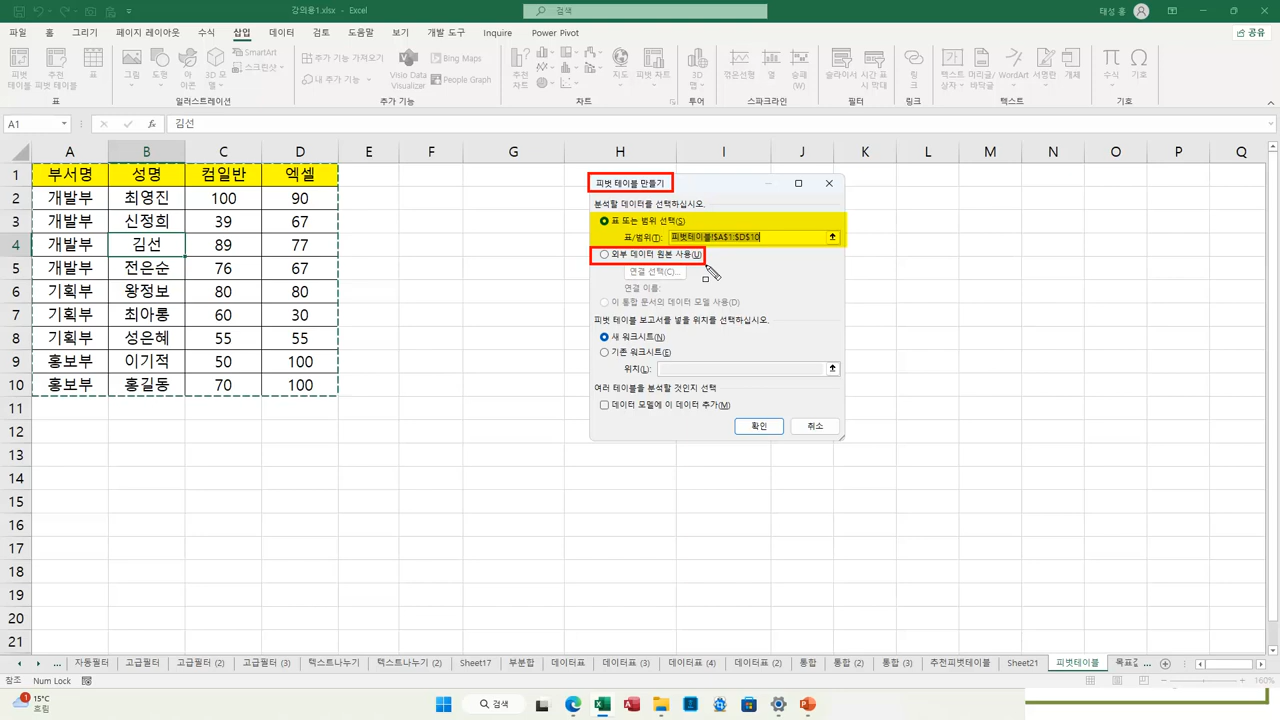 강의용1.xlsx - Excel
검색
태성 홍
파일 홈 그리기 페이지 레이아웃 수식 삽입 데이터 검토 도움말 보기 개발 도구 Inquire Power Pivot
공유
피벗 테이블
추천 피벗 테이블
표
그림
도형
아이콘
3D 모델
SmartArt
스크린샷
내 추가 기능
Visio Data Visualizer
Bing Maps
People Graph
추천 차트
지도
피벗 차트
3D 맵
꺾은선형
열
승패 (W)
슬라이서
시간 표시 막대
링크
텍스트 상자
머리글/바닥글
WordArt
서명란
개체
수식
기호
표 일러스트레이션 추가 기능 차트 투어 스파크라인 필터 링크 텍스트 기호
A1
fx
김선
A B C D E F G H I J K L M N O P Q
1 부서명 성명 컴일반 엑셀
2 개발부 최영진 100 90
3 개발부 신정희 39 67
4 개발부 김선 89 77
5 개발부 전은순 76 67
6 기획부 왕정보 80 80
7 기획부 최아롱 60 30
8 기획부 성은혜 55 55
9 홍보부 이기적 50 100
10 홍보부 홍길동 70 100
11
12
13
14
15
16
17
18
19
20
21
피벗 테이블 만들기
분석할 데이터를 선택하십시오.
표 또는 범위 선택(S)
표/범위(T): 피벗테이블!$A$1:$D$10
외부 데이터 원본 사용(U)
연결 선택(C)...
연결 이름:
이 통합 문서의 데이터 모델 사용(D)
피벗 테이블 보고서를 넣을 위치를 선택하십시오.
새 워크시트(N)
기존 워크시트(E)
위치(L):
여러 테이블을 분석할 것인지 선택
데이터 모델에 이 데이터 추가(M)
확인 취소
... 자동필터 고급필터 고급필터 (2) 고급필터 (3) 텍스트나누기 텍스트나누기 (2) Sheet17 부분합 데이터표 데이터표 (3) 데이터표 (4) 데이터표 (2) 통합 통합 (2) 통합 (3) 추천피벗테이블 Sheet21 피벗테이블 ...
참조 Num Lock
160%
1
15°C
흐림
검색